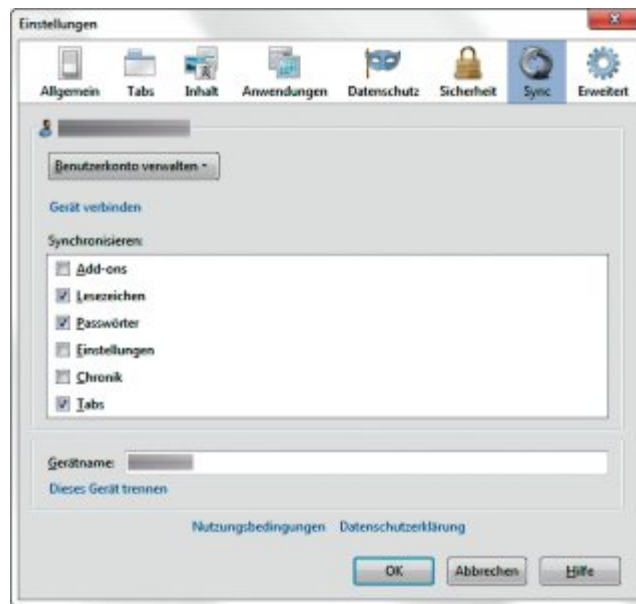 Einstellungen
Allgemein Tabs Inhalt Anwendungen Datenschutz Sicherheit Sync Erweitert
Benutzerkonto verwalten
Gerät verbinden
Synchronisieren:
Add-ons
Lesezeichen
Passwörter
Einstellungen
Chronik
Tabs
Gerätname:
Dieses Gerät trennen
Nutzungsbedingungen Datenschutzerklärung
OK Abbrechen Hilfe